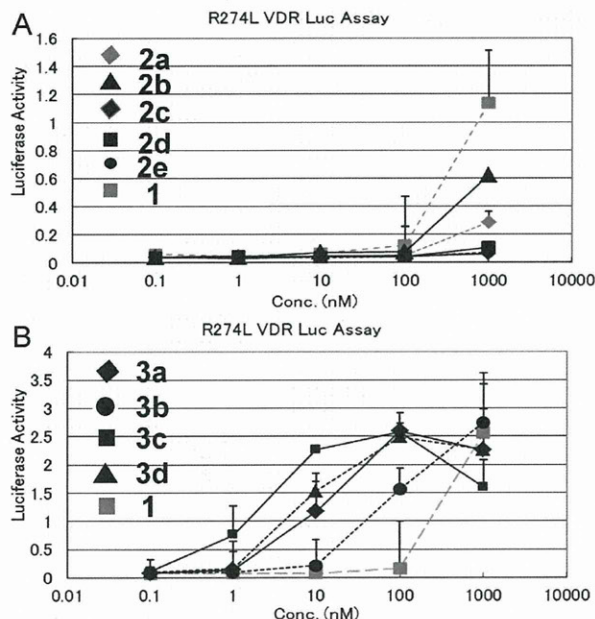 A
R274L VDR Luc Assay
Luciferase Activity
1.6
1.4
1.2
1
0.8
0.6
0.4
0.2
0
2a
2b
2c
2d
2e
1
0.01
0.1
1
10
100
1000
10000
Conc. (nM)
B
R274L VDR Luc Assay
Luciferase Activity
4
3.5
3
2.5
2
1.5
1
0.5
0
3a
3b
3c
3d
1
0.01
0.1
1
10
100
1000
10000
Conc. (nM)